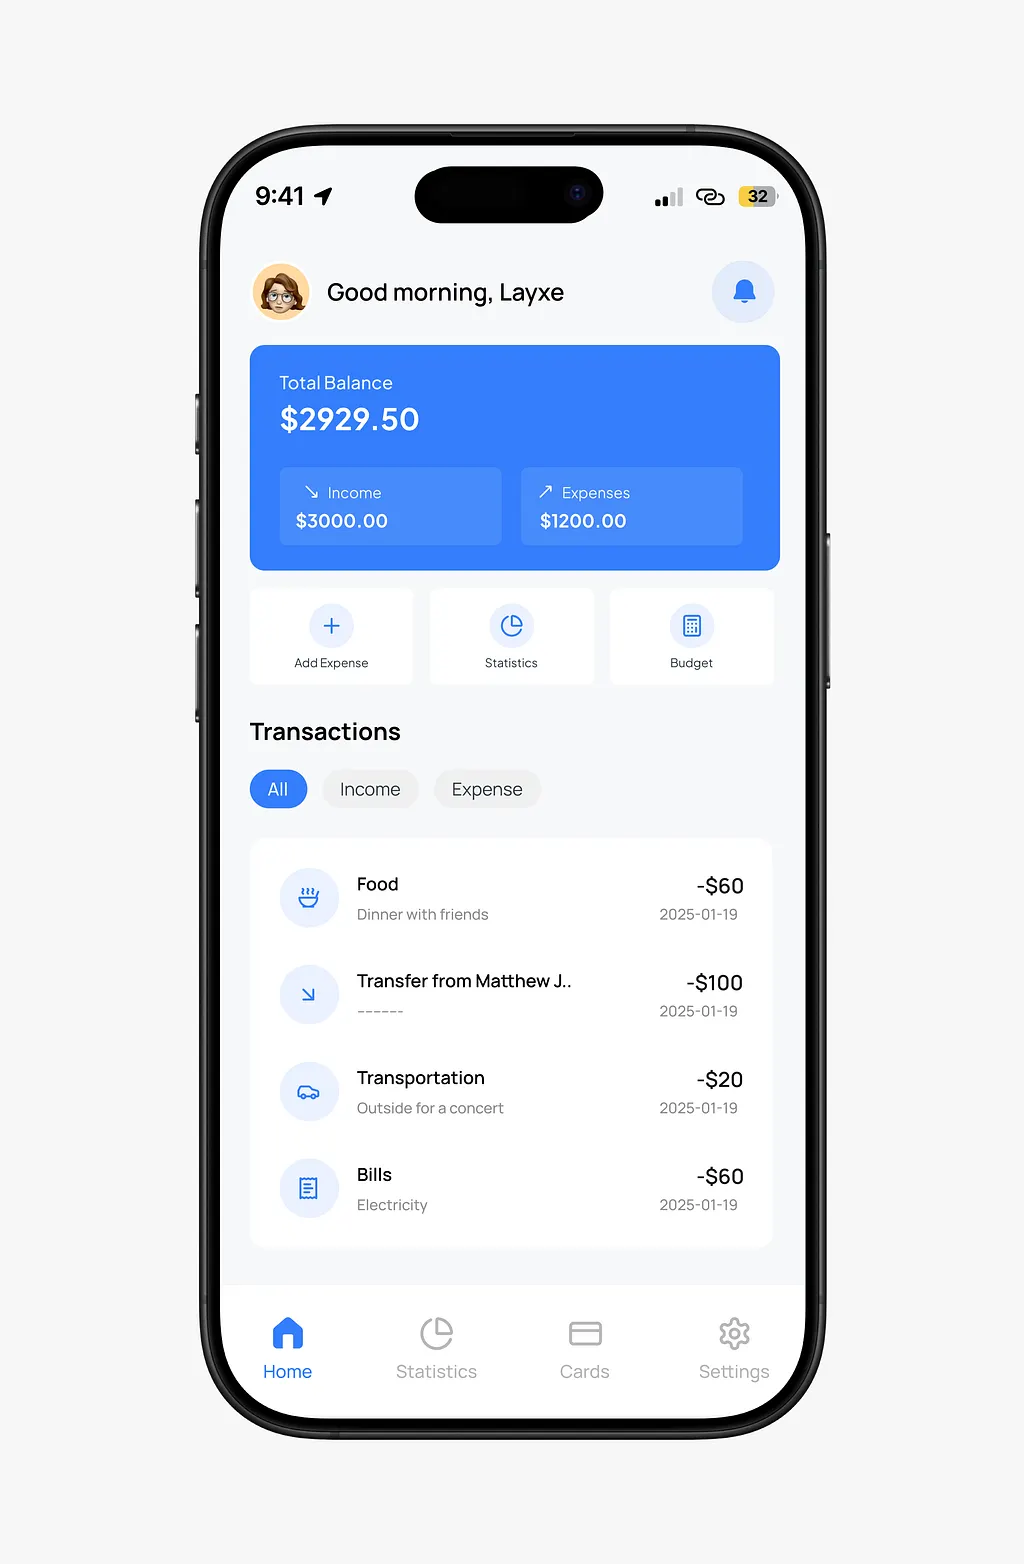 9:41
32
Good morning, Layxe
Total Balance
$2929.50
Income
$3000.00
Expenses
$1200.00
Add Expense
Statistics
Budget
Transactions
All
Income
Expense
Food
-$60
Dinner with friends
2025-01-19
Transfer from Matthew J..
-$100
------
2025-01-19
Transportation
-$20
Outside for a concert
2025-01-19
Bills
-$60
Electricity
2025-01-19
Home
Statistics
Cards
Settings